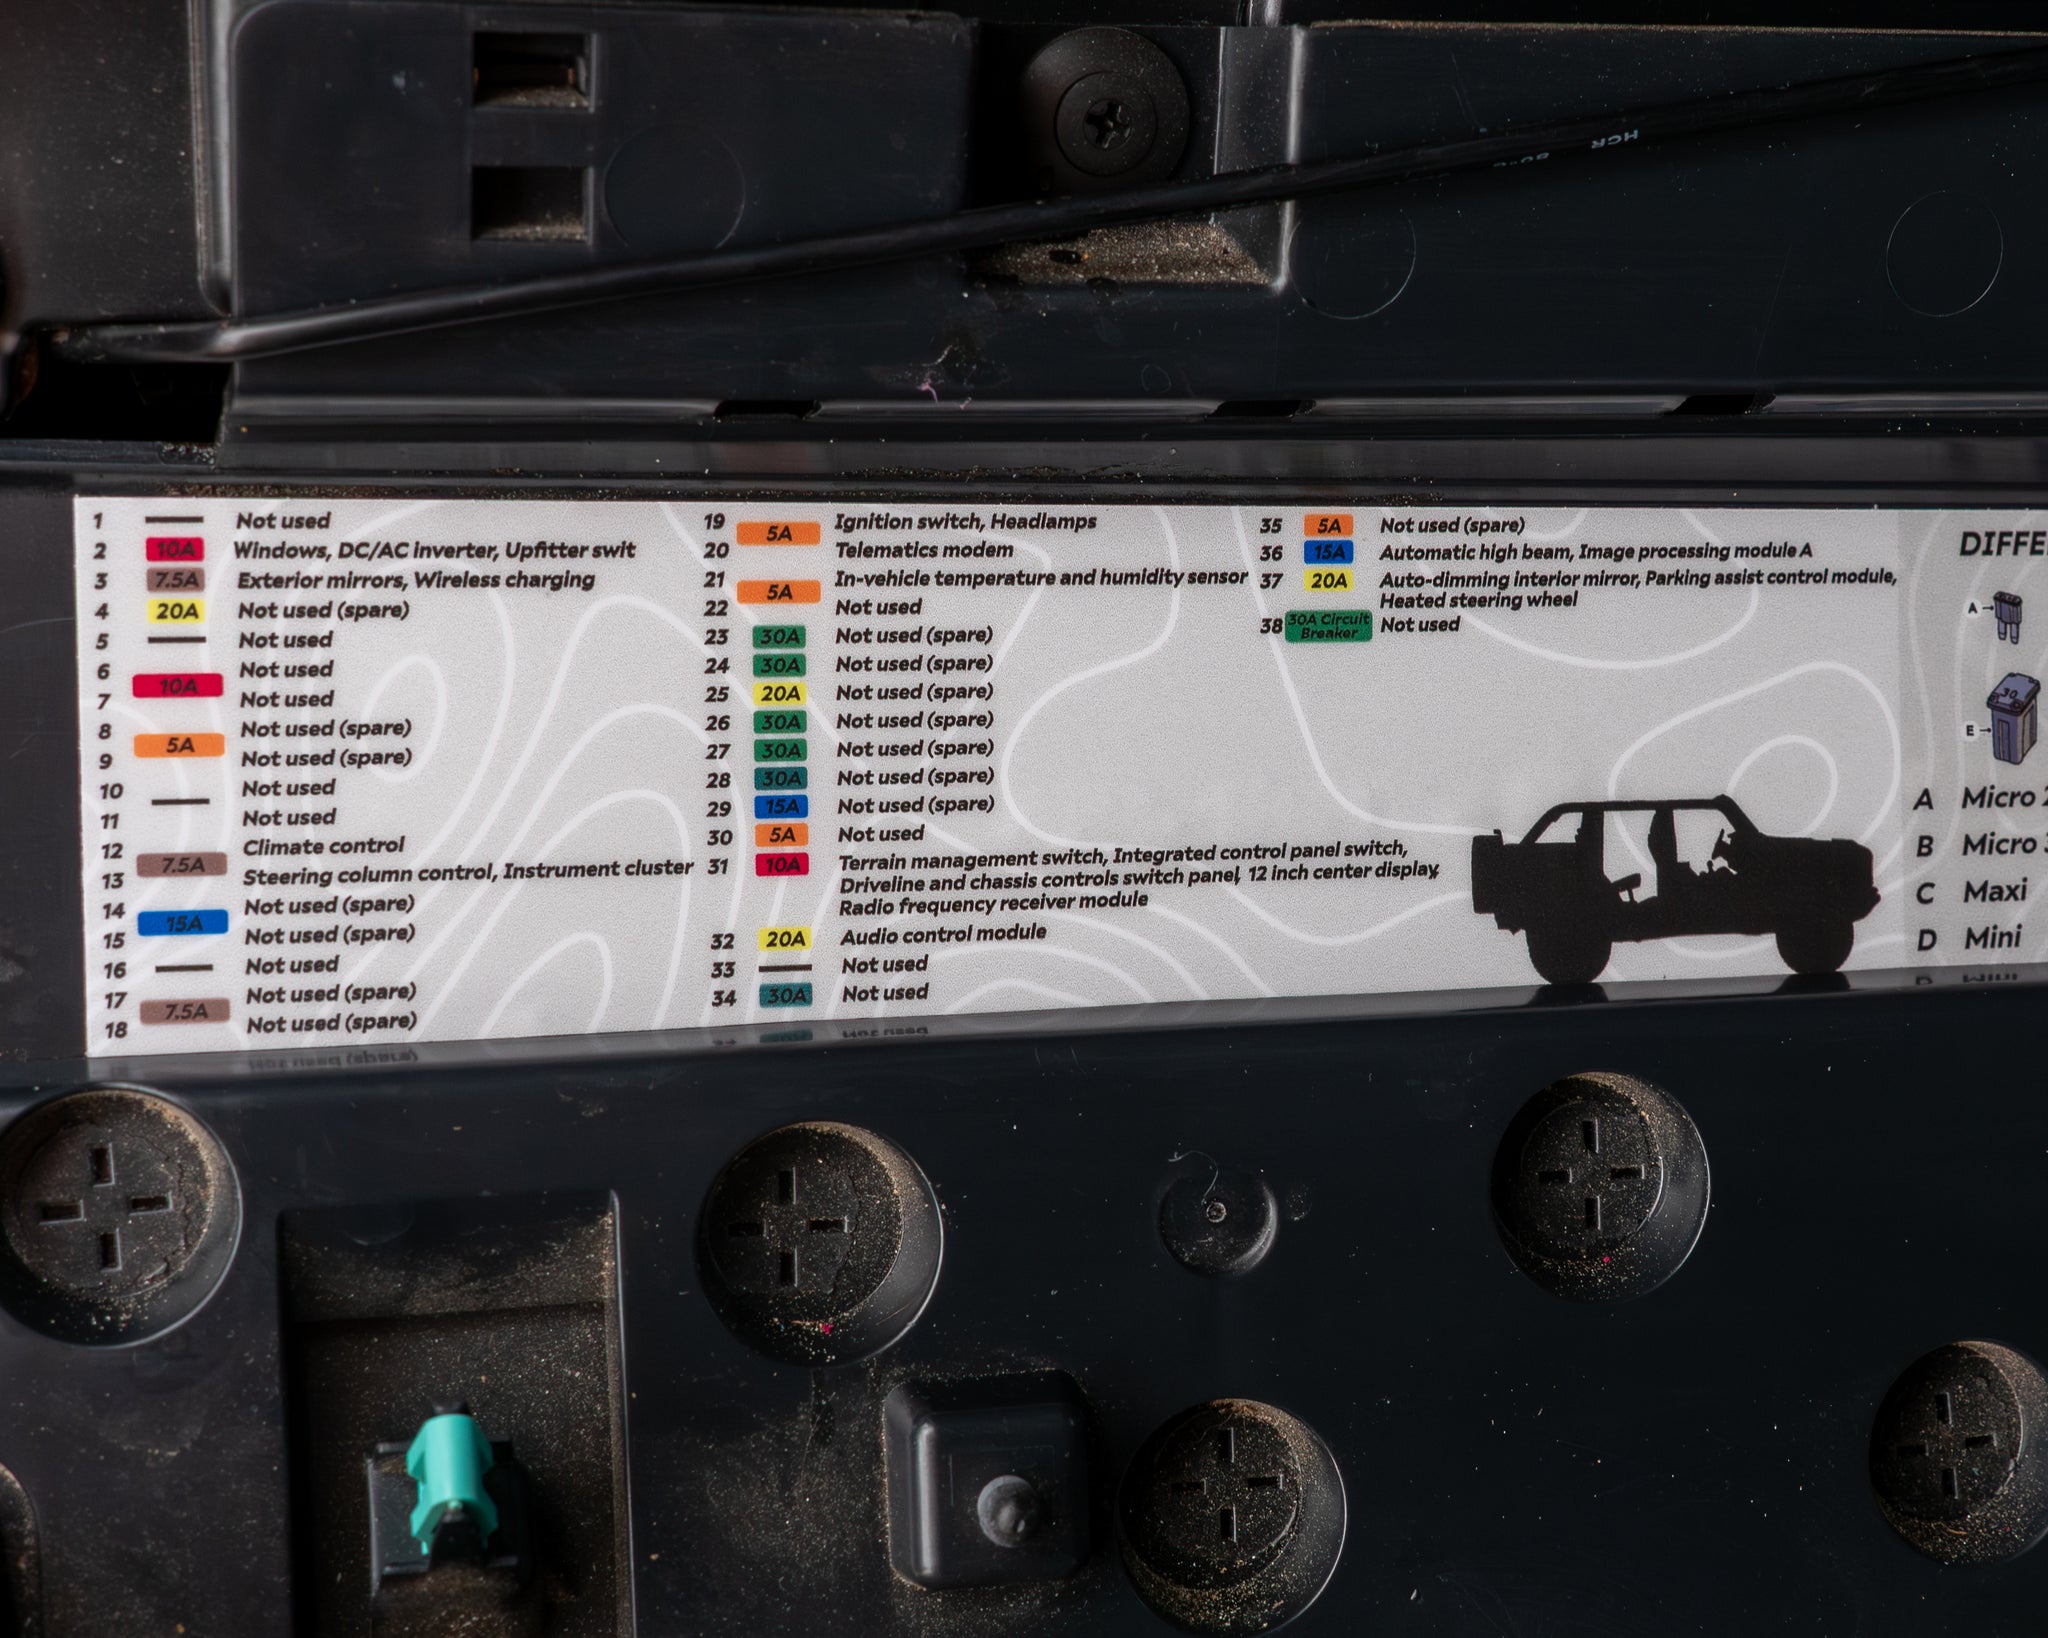 HGR
1 Not used
2 10A Windows, DC/AC inverter, Upfitter swit
3 7.5A Exterior mirrors, Wireless charging
4 20A Not used (spare)
5 Not used
6 Not used
10A
7 Not used
8 Not used (spare)
5A
9 Not used (spare)
10 Not used
11 Not used
12 Climate control
7.5A
13 Steering column control, Instrument cluster
14 Not used (spare)
15A
15 Not used (spare)
16 Not used
17 Not used (spare)
7.5A
18 Not used (spare)
19 Ignition switch, Headlamps
5A
20 Telematics modem
21 In-vehicle temperature and humidity sensor
5A
22 Not used
23 30A Not used (spare)
24 30A Not used (spare)
25 20A Not used (spare)
26 30A Not used (spare)
27 30A Not used (spare)
28 30A Not used (spare)
29 15A Not used (spare)
30 5A Not used
31 10A Terrain management switch, Integrated control panel switch,
Driveline and chassis controls switch panel, 12 inch center display,
Radio frequency receiver module
32 20A Audio control module
33 Not used
34 30A Not used
35 5A Not used (spare)
36 15A Automatic high beam, Image processing module A
37 20A Auto-dimming interior mirror, Parking assist control module,
Heated steering wheel
38 30A Circuit Breaker Not used
DIFFE
A
30
E
A Micro 2
B Micro 3
C Maxi
D Mini